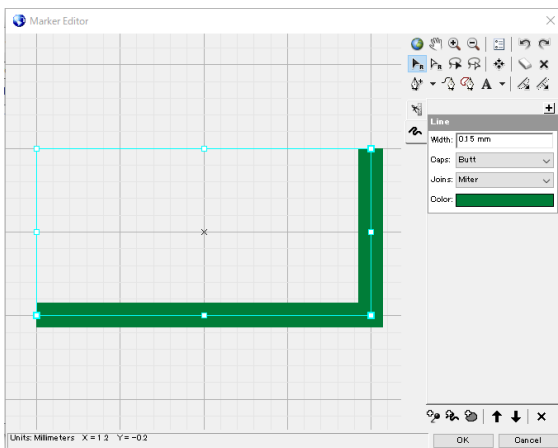 Marker Editor
Line
Width: 0.15 mm
Caps: Butt
Joins: Miter
Color:
Units: Millimeters X = 1.2 Y = -0.2
OK Cancel